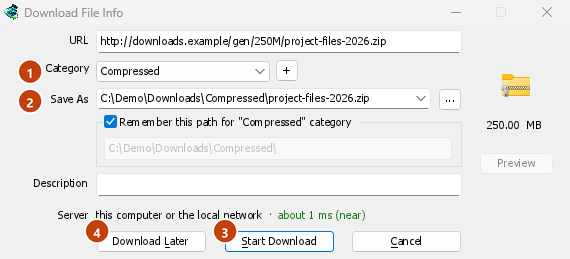 Download File Info
URL http://downloads.example/gen/250M/project-files-2026.zip
1 Category Compressed +
2 Save As C:\Demo\Downloads\Compressed\project-files-2026.zip ...
Remember this path for "Compressed" category
C:\Demo\Downloads\Compressed\
250.00 MB
Preview
Description
Server this computer or the local network · about 1 ms (near)
4 Download Later 3 Start Download Cancel